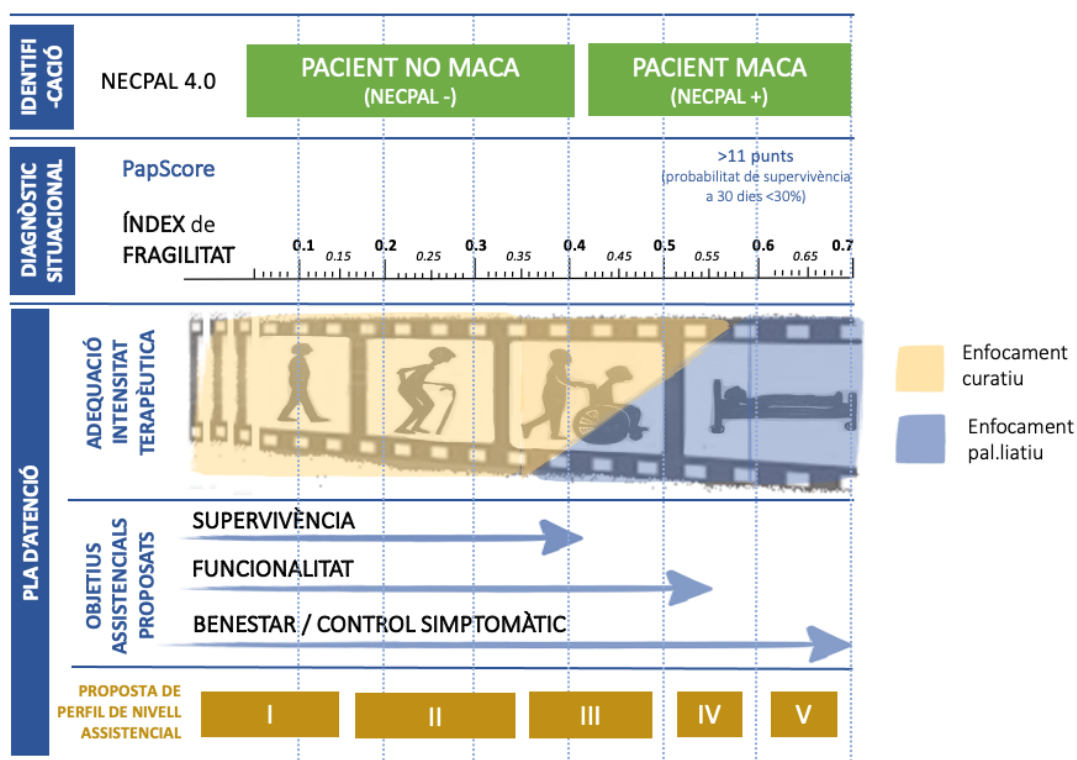 IDENTIFI
-CACIÓ
NECPAL 4.0
PACIENT NO MACA
(NECPAL -)
PACIENT MACA
(NECPAL +)
DIAGNÒSTIC
SITUACIONAL
PapScore
>11 punts
(probabilitat de supervivència
a 30 dies <30%)
ÍNDEX de
FRAGILITAT
0.1
0.15
0.2
0.25
0.3
0.35
0.4
0.45
0.5
0.55
0.6
0.65
0.7
PLA D'ATENCIÓ
ADEQUACIÓ
INTENSITAT
TERAPÈUTICA
Enfocament
curatiu
Enfocament
pal.liatiu
OBJETIUS
ASSISTENCIALS
PROPOSATS
SUPERVIVÈNCIA
FUNCIONALITAT
BENESTAR / CONTROL SIMPTOMÀTIC
PROPOSTA DE
PERFIL DE NIVELL
ASSISTENCIAL
I
II
III
IV
V